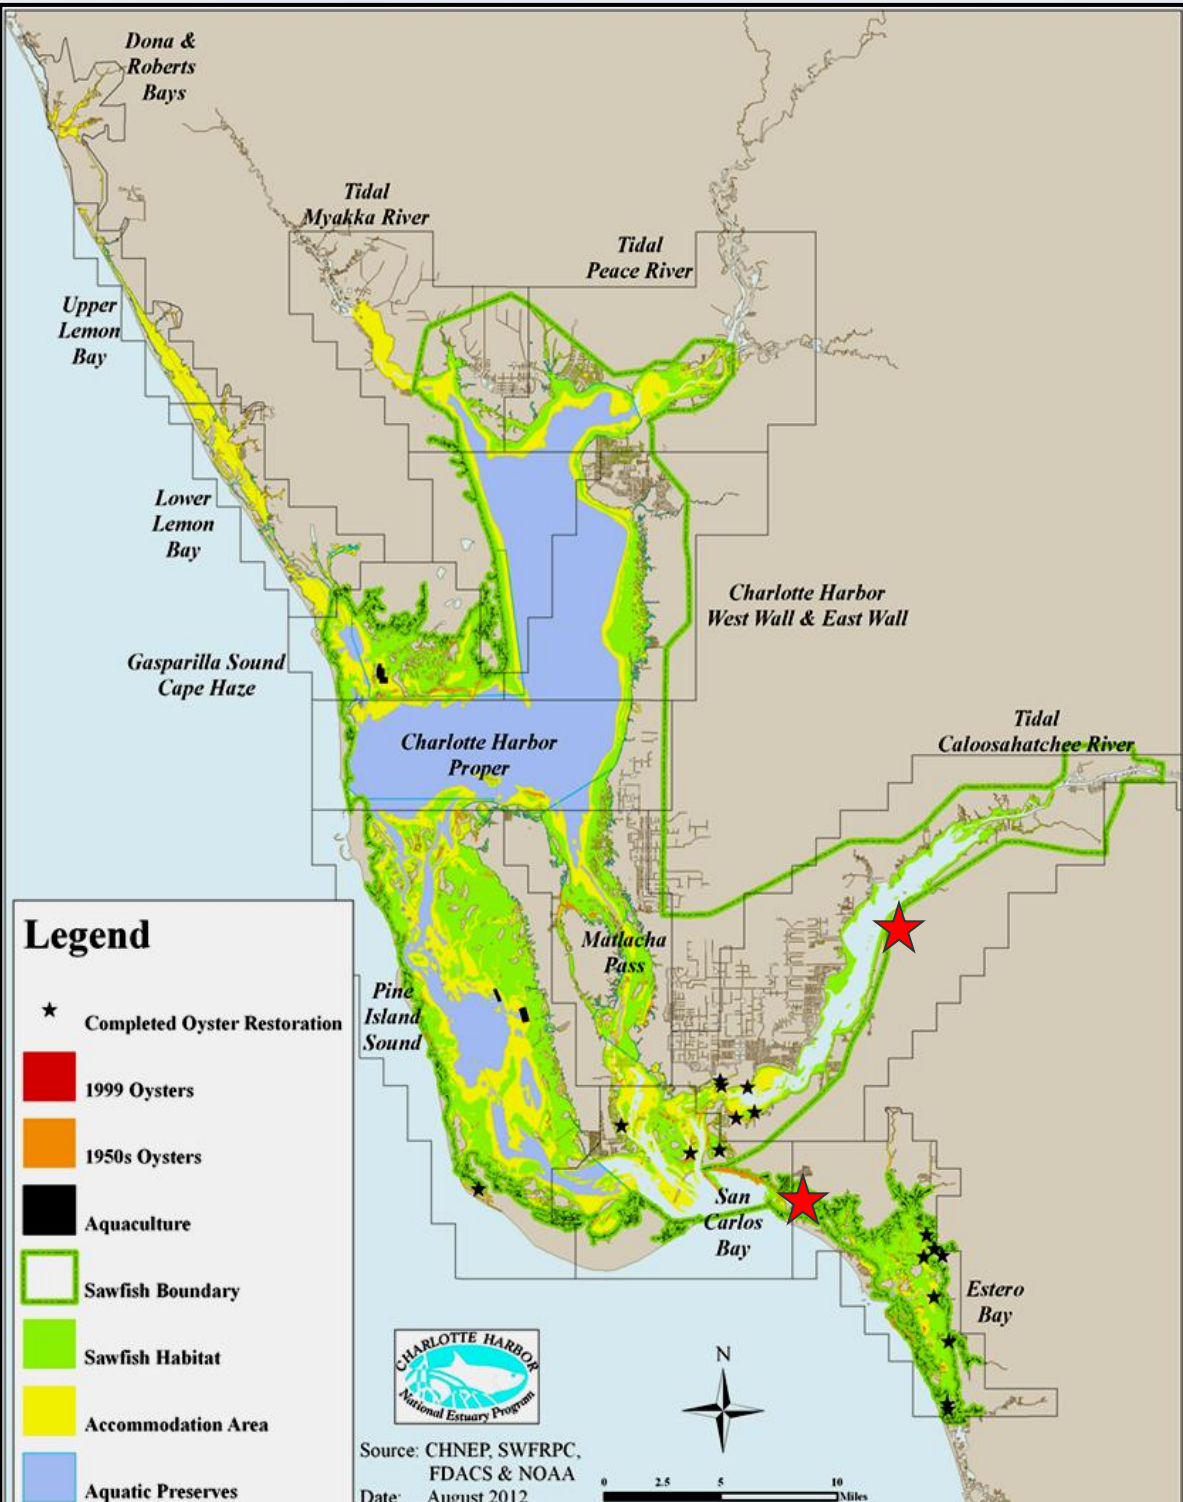 Dona &
Roberts
Bays
Tidal
Myakka River
Tidal
Peace River
Upper
Lemon
Bay
Lower
Lemon
Bay
Charlotte Harbor
West Wall & East Wall
Gasparilla Sound
Cape Haze
Tidal
Caloosahatchee River
Charlotte Harbor
Proper
Matlacha
Pass
Pine
Island
Sound
San
Carlos
Bay
Estero
Bay
Legend
Completed Oyster Restoration
1999 Oysters
1950s Oysters
Aquaculture
Sawfish Boundary
Sawfish Habitat
Accommodation Area
Aquatic Preserves
CHARLOTTE HARBOR
National Estuary Program
N
Source: CHNEP, SWFRPC,
FDACS & NOAA
Date: August 2012
0 2.5 5 10
Miles